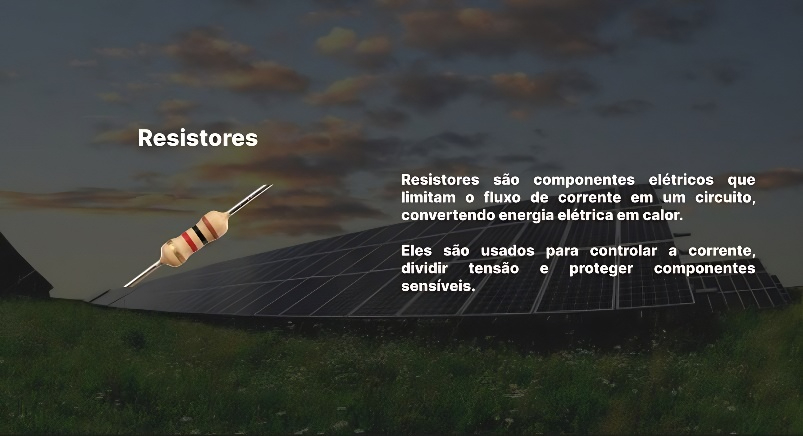 Resistores
Resistores são componentes elétricos que
limitam o fluxo de corrente em um circuito,
convertendo energia elétrica em calor.
Eles são usados para controlar a corrente,
dividir tensão e proteger componentes
sensíveis.